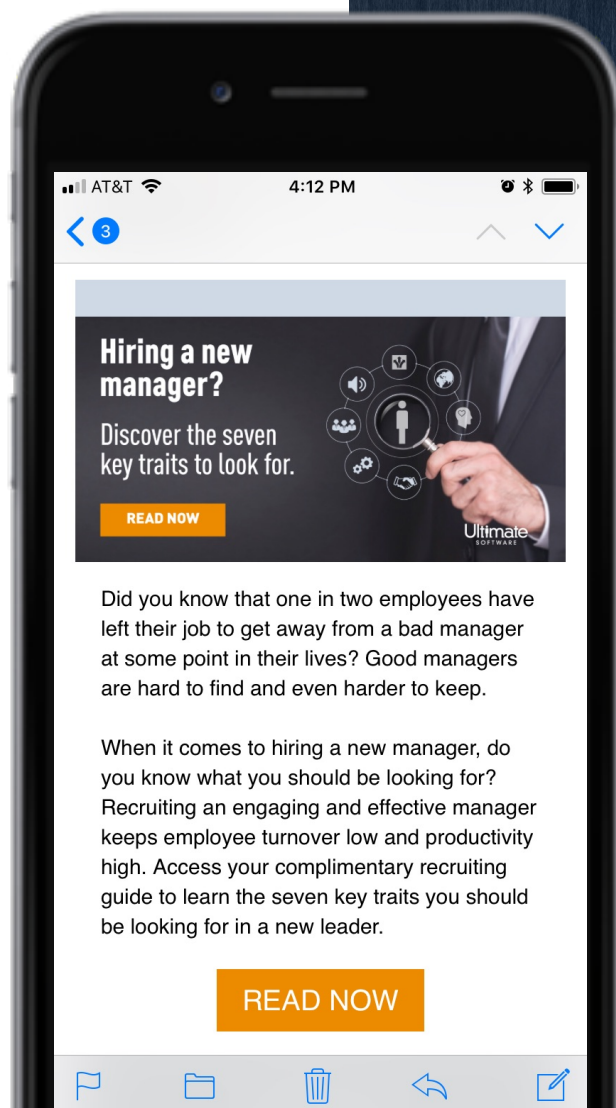 AT&T 4:12 PM
3
Hiring a new
manager?
Discover the seven
key traits to look for.
READ NOW
Ultimate
SOFTWARE
Did you know that one in two employees have
left their job to get away from a bad manager
at some point in their lives? Good managers
are hard to find and even harder to keep.
When it comes to hiring a new manager, do
you know what you should be looking for?
Recruiting an engaging and effective manager
keeps employee turnover low and productivity
high. Access your complimentary recruiting
guide to learn the seven key traits you should
be looking for in a new leader.
READ NOW